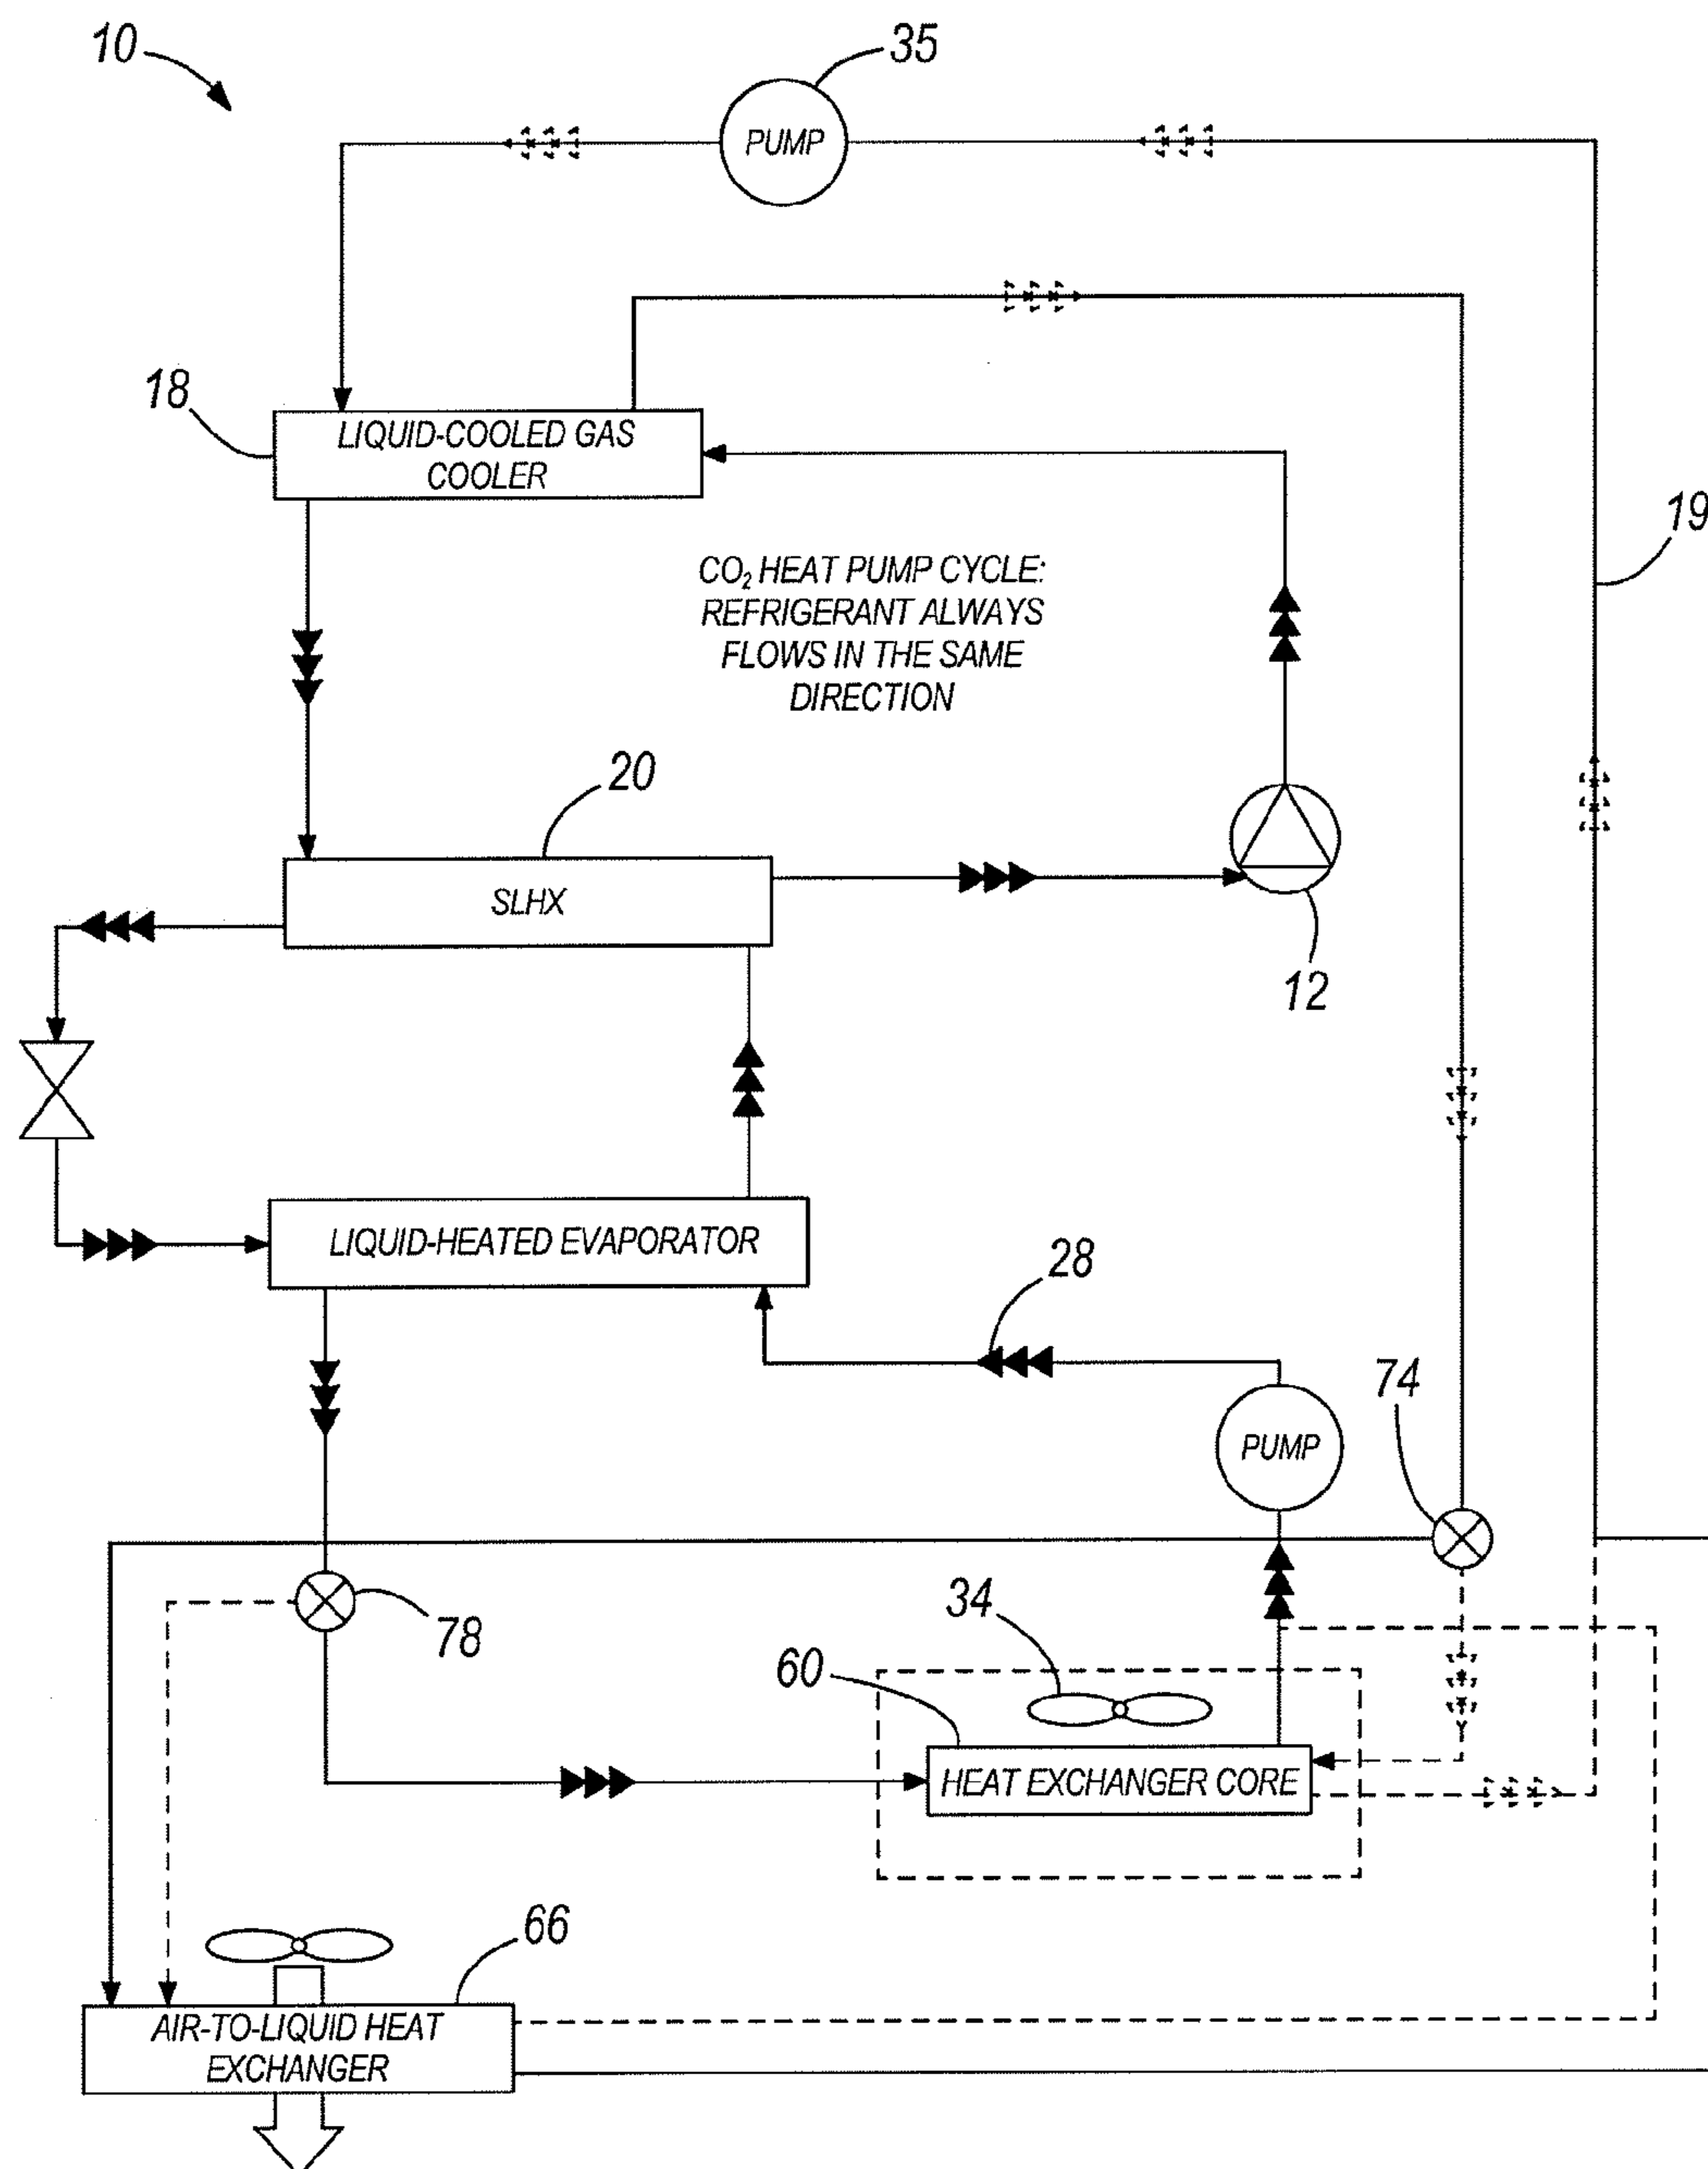 10
35
PUMP
18
LIQUID-COOLED GAS
COOLER
19
CO₂ HEAT PUMP CYCLE:
REFRIGERANT ALWAYS
FLOWS IN THE SAME
DIRECTION
20
SLHX
12
LIQUID-HEATED EVAPORATOR
28
74
PUMP
34
78
60
HEAT EXCHANGER CORE
66
AIR-TO-LIQUID HEAT
EXCHANGER